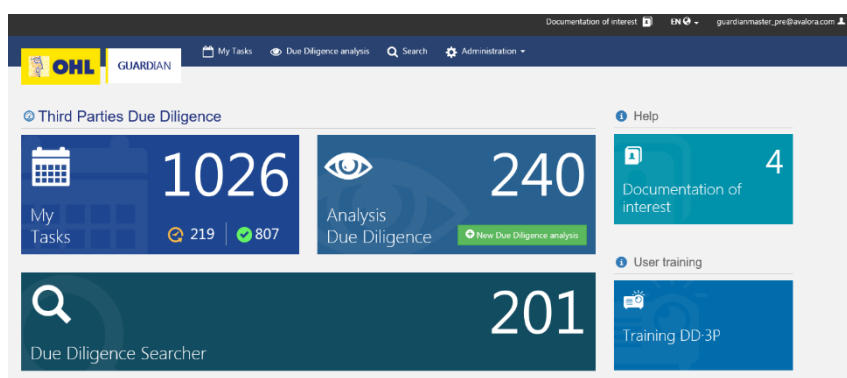 Documentation of interest EN guardianmaster_pre@avalora.com
OHL GUARDIAN My Tasks Due Diligence analysis Search Administration
Third Parties Due Diligence
Help
1026
My
Tasks
219 807
240
Analysis
Due Diligence
New Due Diligence analysis
4
Documentation of
interest
User training
201
Due Diligence Searcher
Training DD-3P